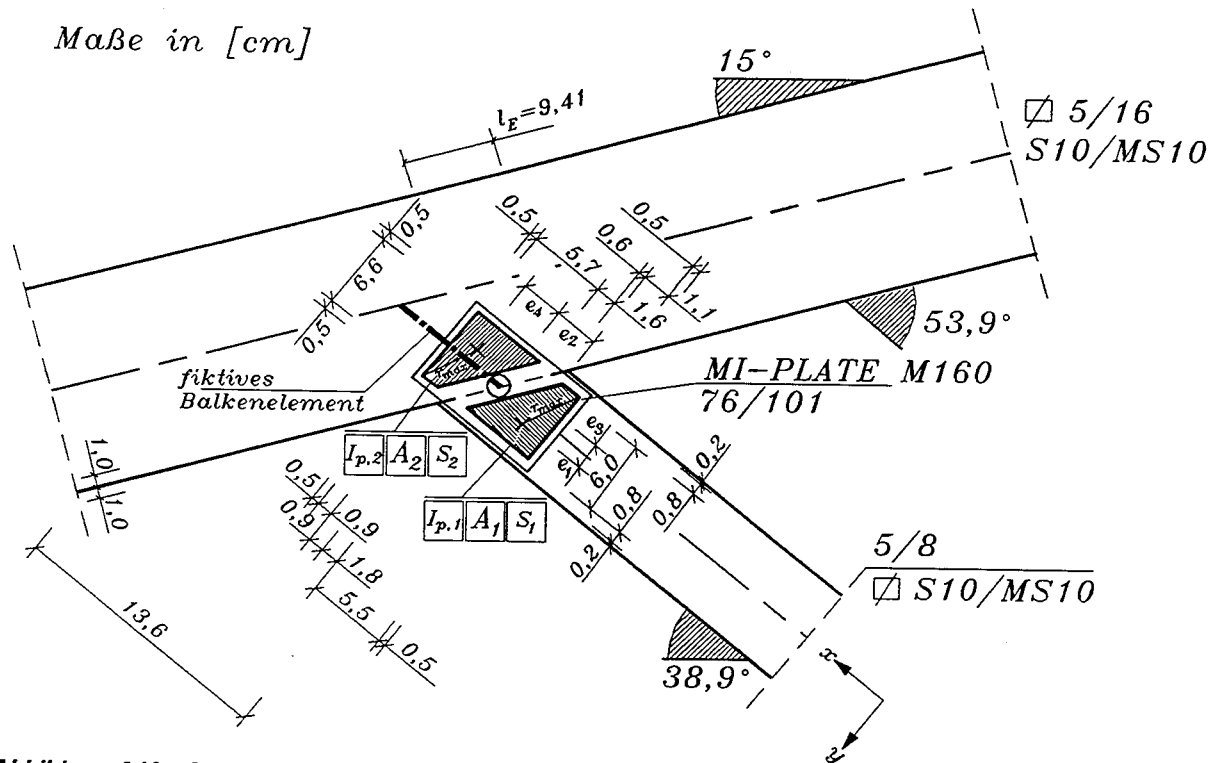 Maße in [cm]
15°
l_E=9,41
5/16
S10/MS10
0,5
6,6
0,5
0,5
5,7
0,6
0,5
1,6
1,1
e_2
53,9°
fiktives
Balkenelement
MI-PLATE M160
76/101
I_p,2 A_2 S_2
I_p,1 A_1 S_1
e_3
e_1
6,0
0,8
0,2
0,8
0,2
1,0
1,0
0,5
0,9
0,9
1,8
5,5
0,5
13,6
5/8
S10/MS10
38,9°
x
y